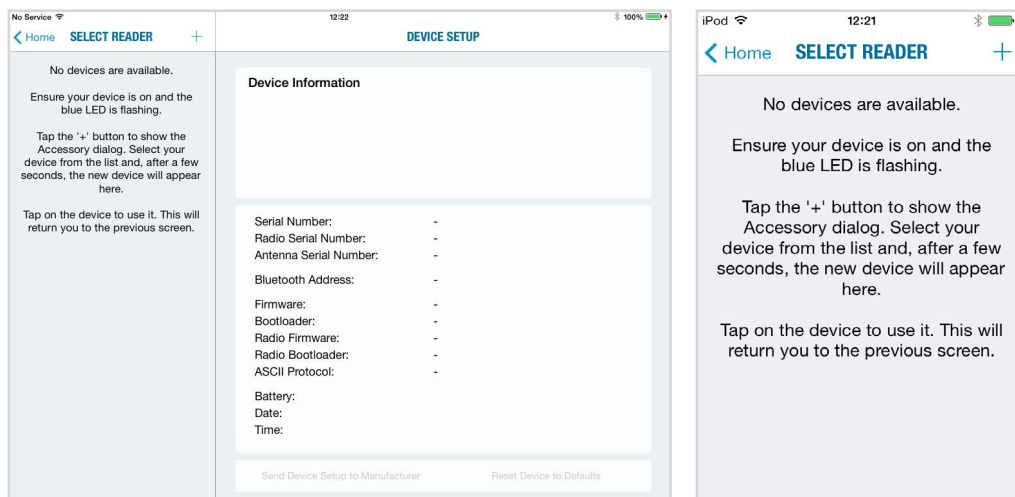 No Service 12:22 100%
Home SELECT READER + DEVICE SETUP
No devices are available.
Ensure your device is on and the
blue LED is flashing.
Tap the '+' button to show the
Accessory dialog. Select your
device from the list and, after a few
seconds, the new device will appear
here.
Tap on the device to use it. This will
return you to the previous screen.
Device Information
Serial Number: -
Radio Serial Number: -
Antenna Serial Number: -
Bluetooth Address: -
Firmware: -
Bootloader: -
Radio Firmware: -
Radio Bootloader: -
ASCII Protocol: -
Battery:
Date:
Time:
Send Device Setup to Manufacturer Reset Device to Defaults
iPod 12:21
Home SELECT READER +
No devices are available.
Ensure your device is on and the
blue LED is flashing.
Tap the '+' button to show the
Accessory dialog. Select your
device from the list and, after a few
seconds, the new device will appear
here.
Tap on the device to use it. This will
return you to the previous screen.